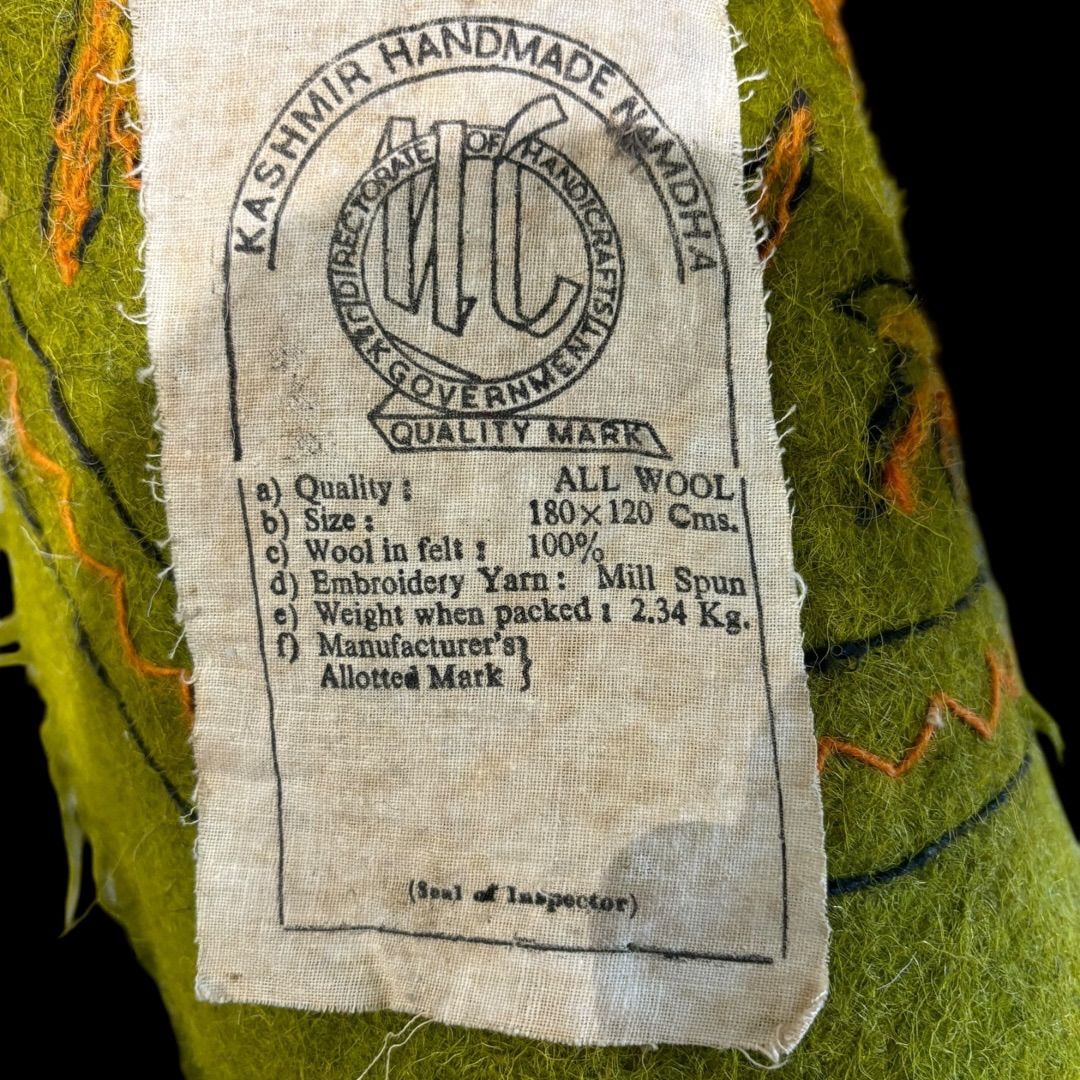 KASHMIR HANDMADE NAMDHA
DIRECTORATE OF HANDICRAFTS
J&K GOVERNMENT
QUALITY MARK
a) Quality : ALL WOOL
b) Size : 180×120 Cms.
c) Wool in felt : 100%
d) Embroidery Yarn : Mill Spun
e) Weight when packed : 2.34 Kg.
f) Manufacturer's }
Allotted Mark }
(Seal of Inspector)